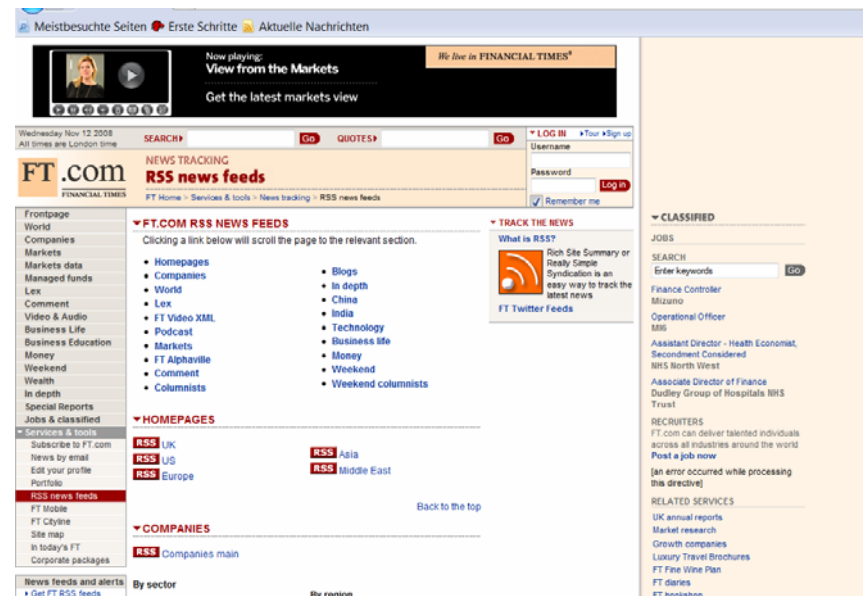 Meistbesuchte Seiten Erste Schritte Aktuelle Nachrichten
Now playing:
View from the Markets
Get the latest markets view
We live in FINANCIAL TIMES®
Wednesday Nov 12 2008
All times are London time
SEARCH Go QUOTES Go
LOG IN Tour Sign up
Username
Password
Log in
Remember me
FT.com
FINANCIAL TIMES
NEWS TRACKING
RSS news feeds
FT Home > Services & tools > News tracking > RSS news feeds
Frontpage
World
Companies
Markets
Markets data
Managed funds
Lex
Comment
Video & Audio
Business Life
Business Education
Money
Weekend
Wealth
In depth
Special Reports
Jobs & classified
Services & tools
Subscribe to FT.com
News by email
Edit your profile
Portfolio
RSS news feeds
FT Mobile
FT Cityline
Site map
In today's FT
Corporate packages
News feeds and alerts
Get FT RSS feeds
FT.COM RSS NEWS FEEDS
Clicking a link below will scroll the page to the relevant section.
• Homepages
• Companies
• World
• Lex
• FT Video XML
• Podcast
• Markets
• FT Alphaville
• Comment
• Columnists
• Blogs
• In depth
• China
• India
• Technology
• Business life
• Money
• Weekend
• Weekend columnists
HOMEPAGES
RSS UK
RSS US
RSS Europe
RSS Asia
RSS Middle East
Back to the top
COMPANIES
RSS Companies main
By sector
By region
TRACK THE NEWS
What is RSS?
Rich Site Summary or
Really Simple
Syndication is an
easy way to track the
latest news
FT Twitter Feeds
CLASSIFIED
JOBS
SEARCH
Enter keywords GO
Finance Controller
Mizuno
Operational Officer
MI6
Assistant Director - Health Economist,
Secondment Considered
NHS North West
Associate Director of Finance
Dudley Group of Hospitals NHS
Trust
RECRUITERS
FT.com can deliver talented individuals
across all industries around the world
Post a job now
[an error occurred while processing
this directive]
RELATED SERVICES
UK annual reports
Market research
Growth companies
Luxury Travel Brochures
FT Fine Wine Plan
FT diaries
FT bookshop